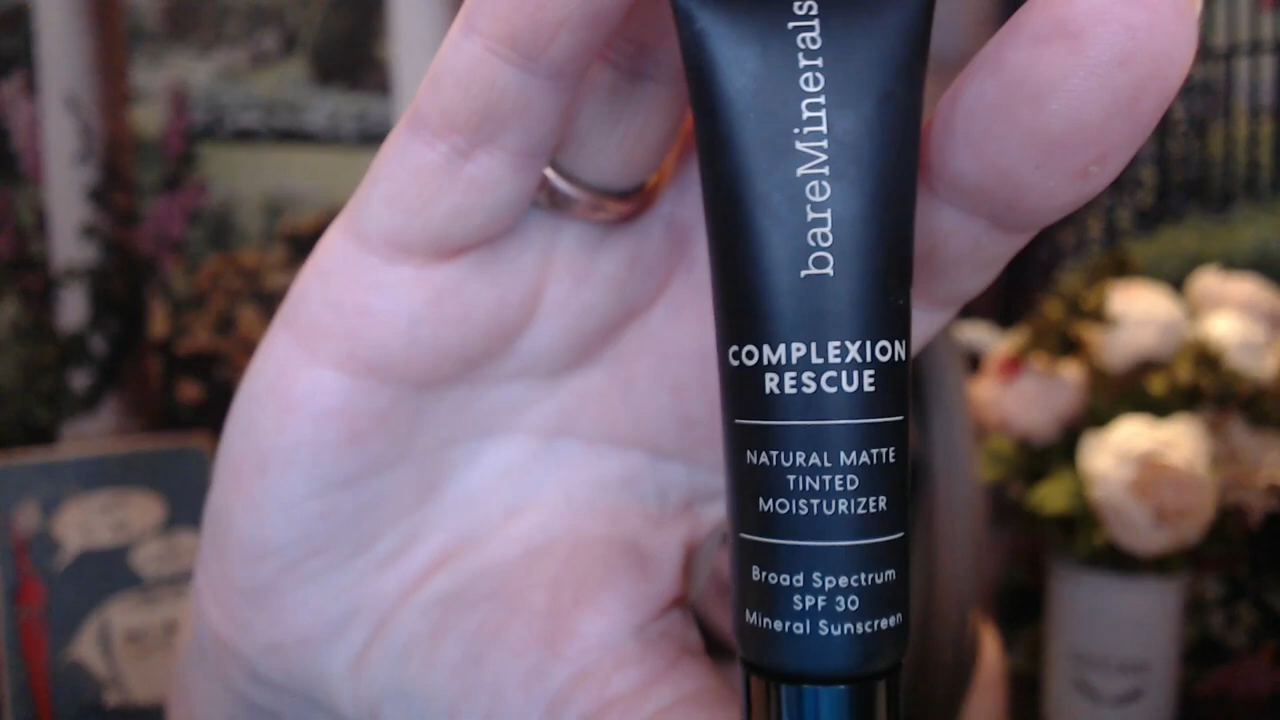 bareMinerals
COMPLEXION
RESCUE
NATURAL MATTE
TINTED
MOISTURIZER
Broad Spectrum
SPF 30
Mineral Sunscreen